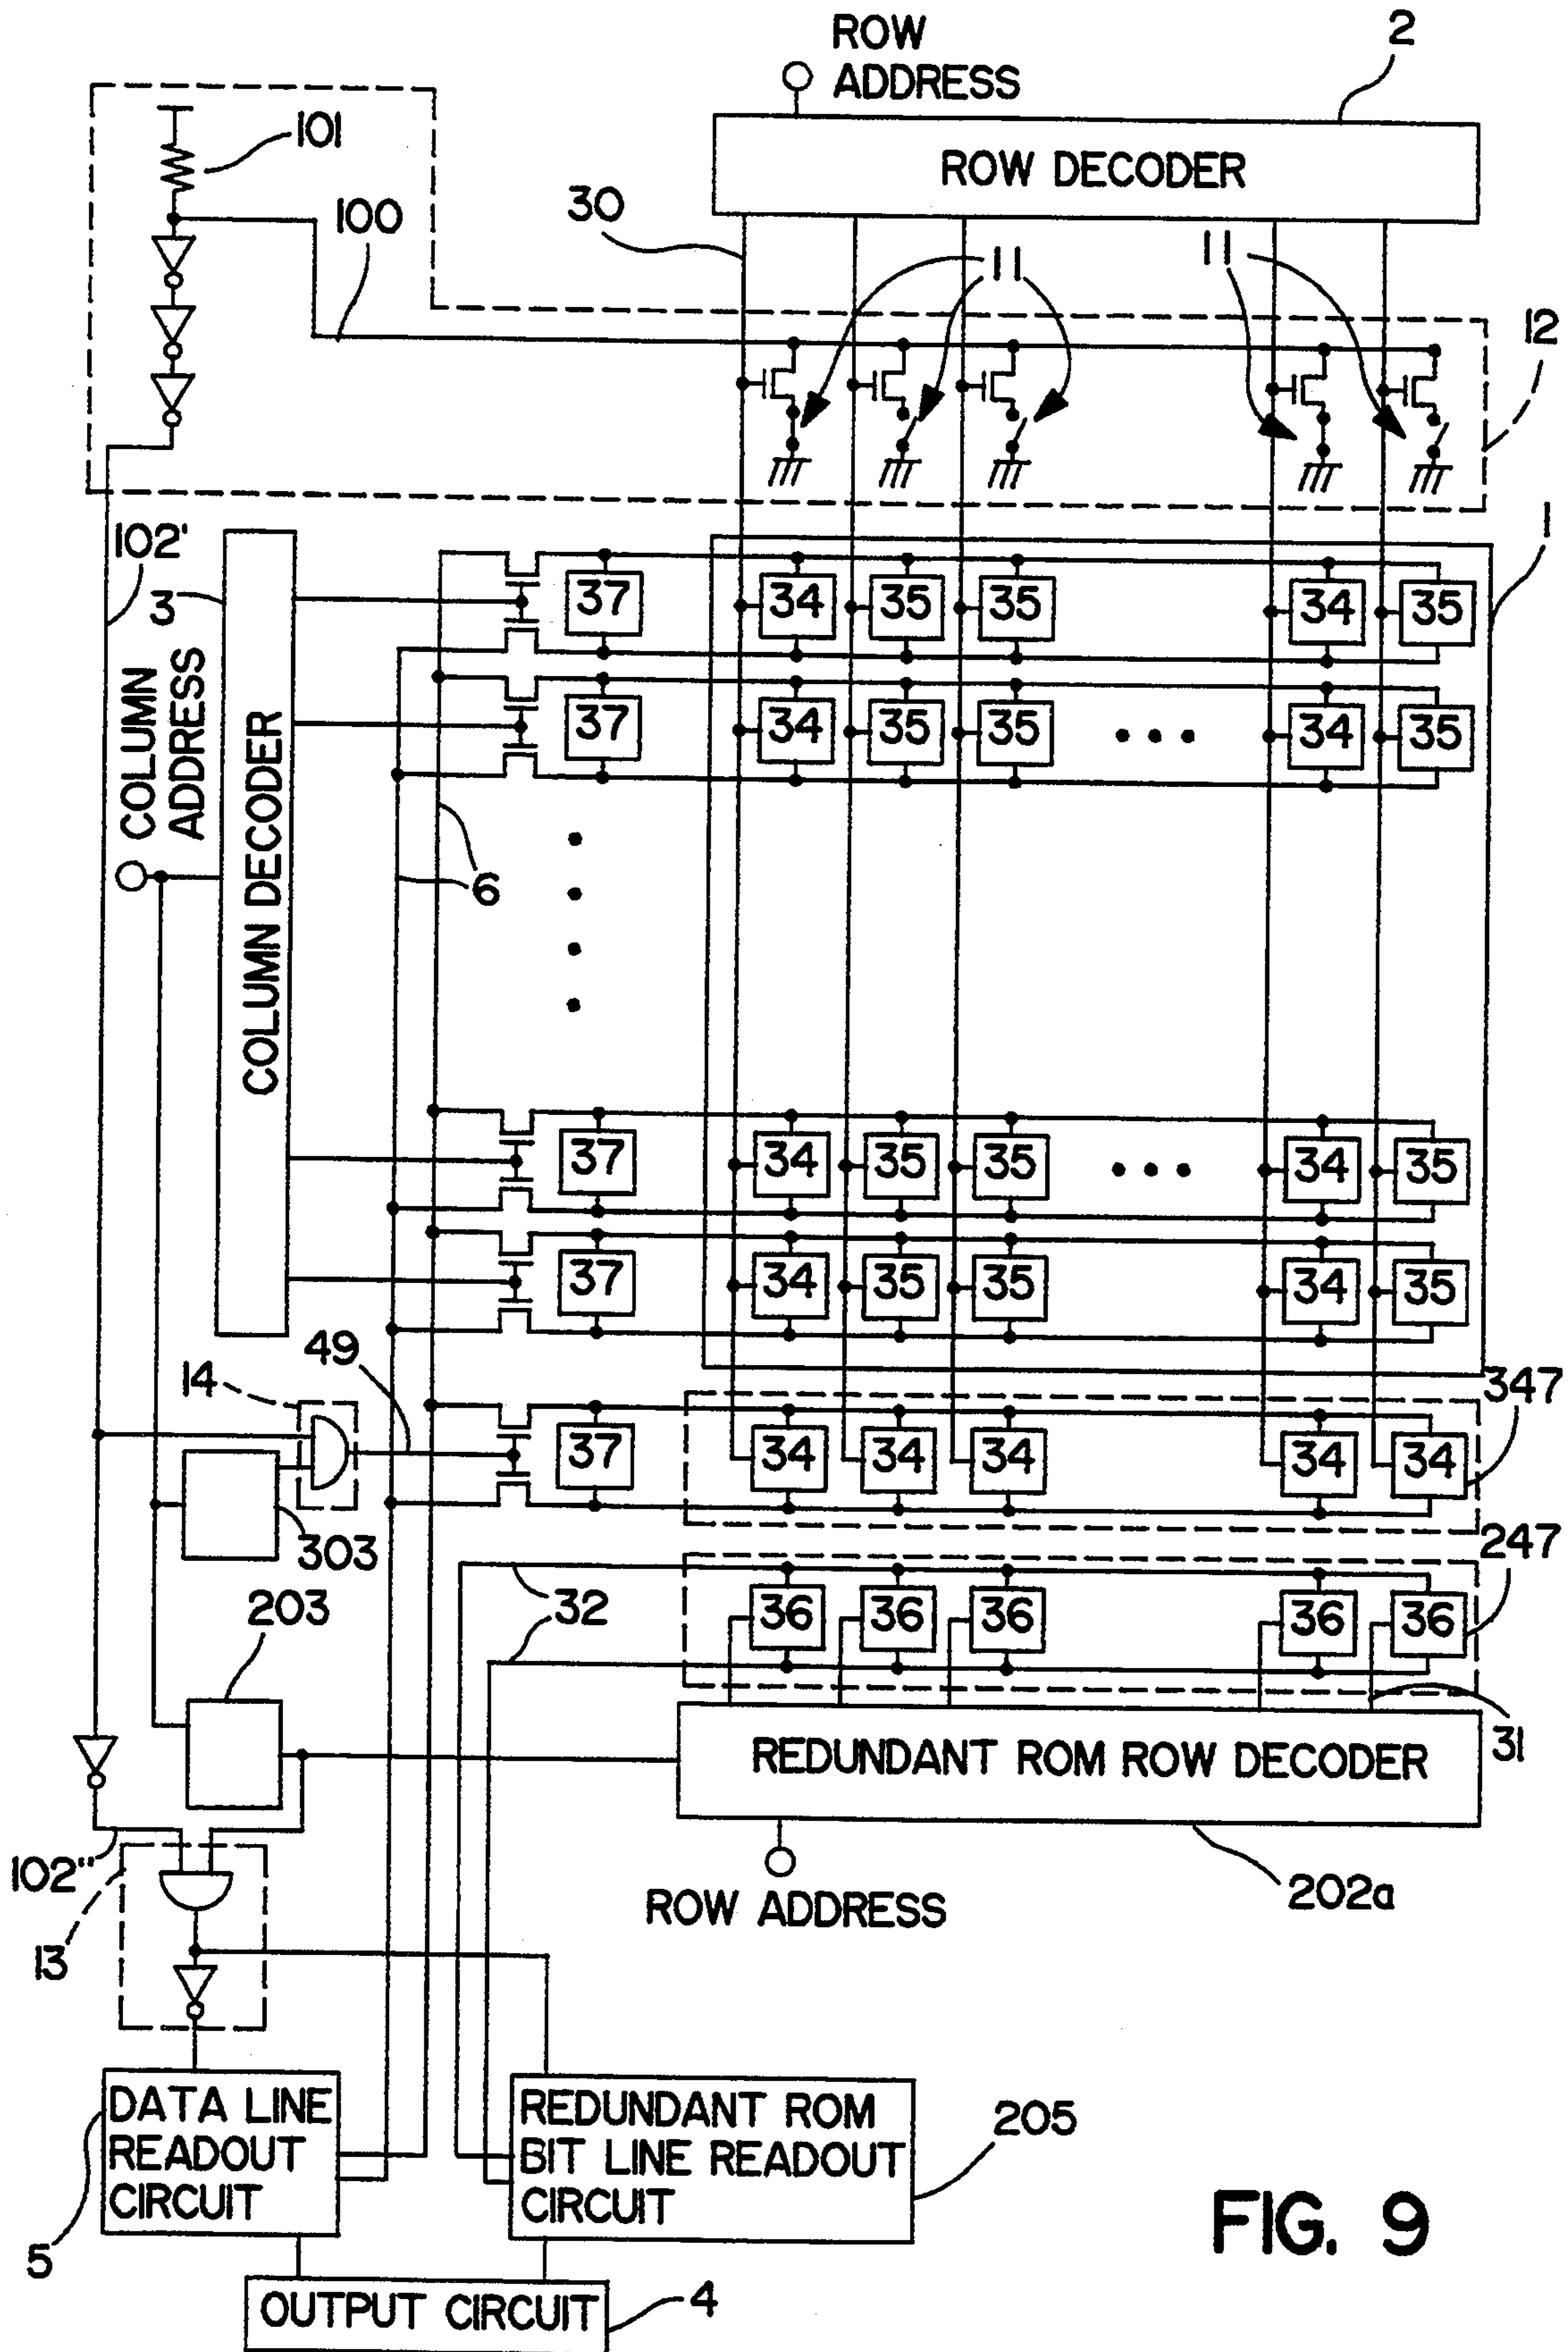 ROW
ADDRESS
2
ROW DECODER
101
100
30
11
11
12
102'
3
COLUMN
ADDRESS
COLUMN DECODER
6
1
37 34 35 35 34 35
37 34 35 35 34 35
37 34 35 35 34 35
37 34 35 35 34 35
14
49
347
37 34 34 34 34 34
303
247
32
36 36 36 36 36
203
31
REDUNDANT ROM ROW DECODER
102"
202a
ROW ADDRESS
13
DATA LINE
READOUT
CIRCUIT
5
REDUNDANT ROM
BIT LINE READOUT
CIRCUIT
205
OUTPUT CIRCUIT
4
FIG. 9